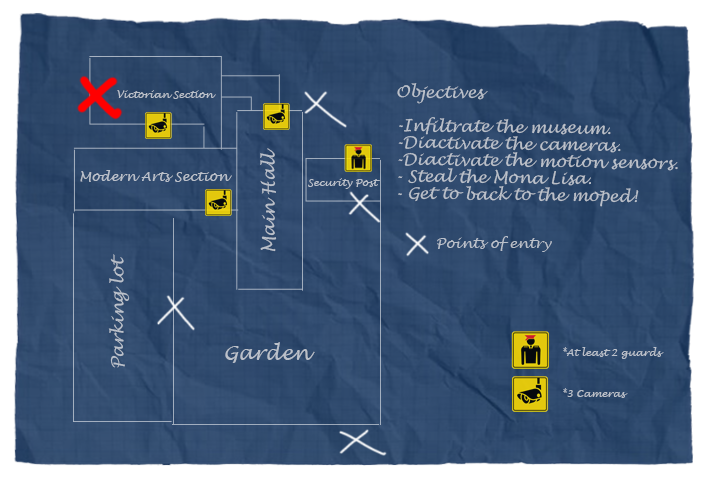 Objectives
-Infiltrate the museum.
-Diactivate the cameras.
-Diactivate the motion sensors.
- Steal the Mona Lisa.
- Get to back to the moped!
Victorian Section
Modern Arts Section
Main Hall
Security Post
Points of entry
Parking lot
Garden
*At least 2 guards
*3 Cameras